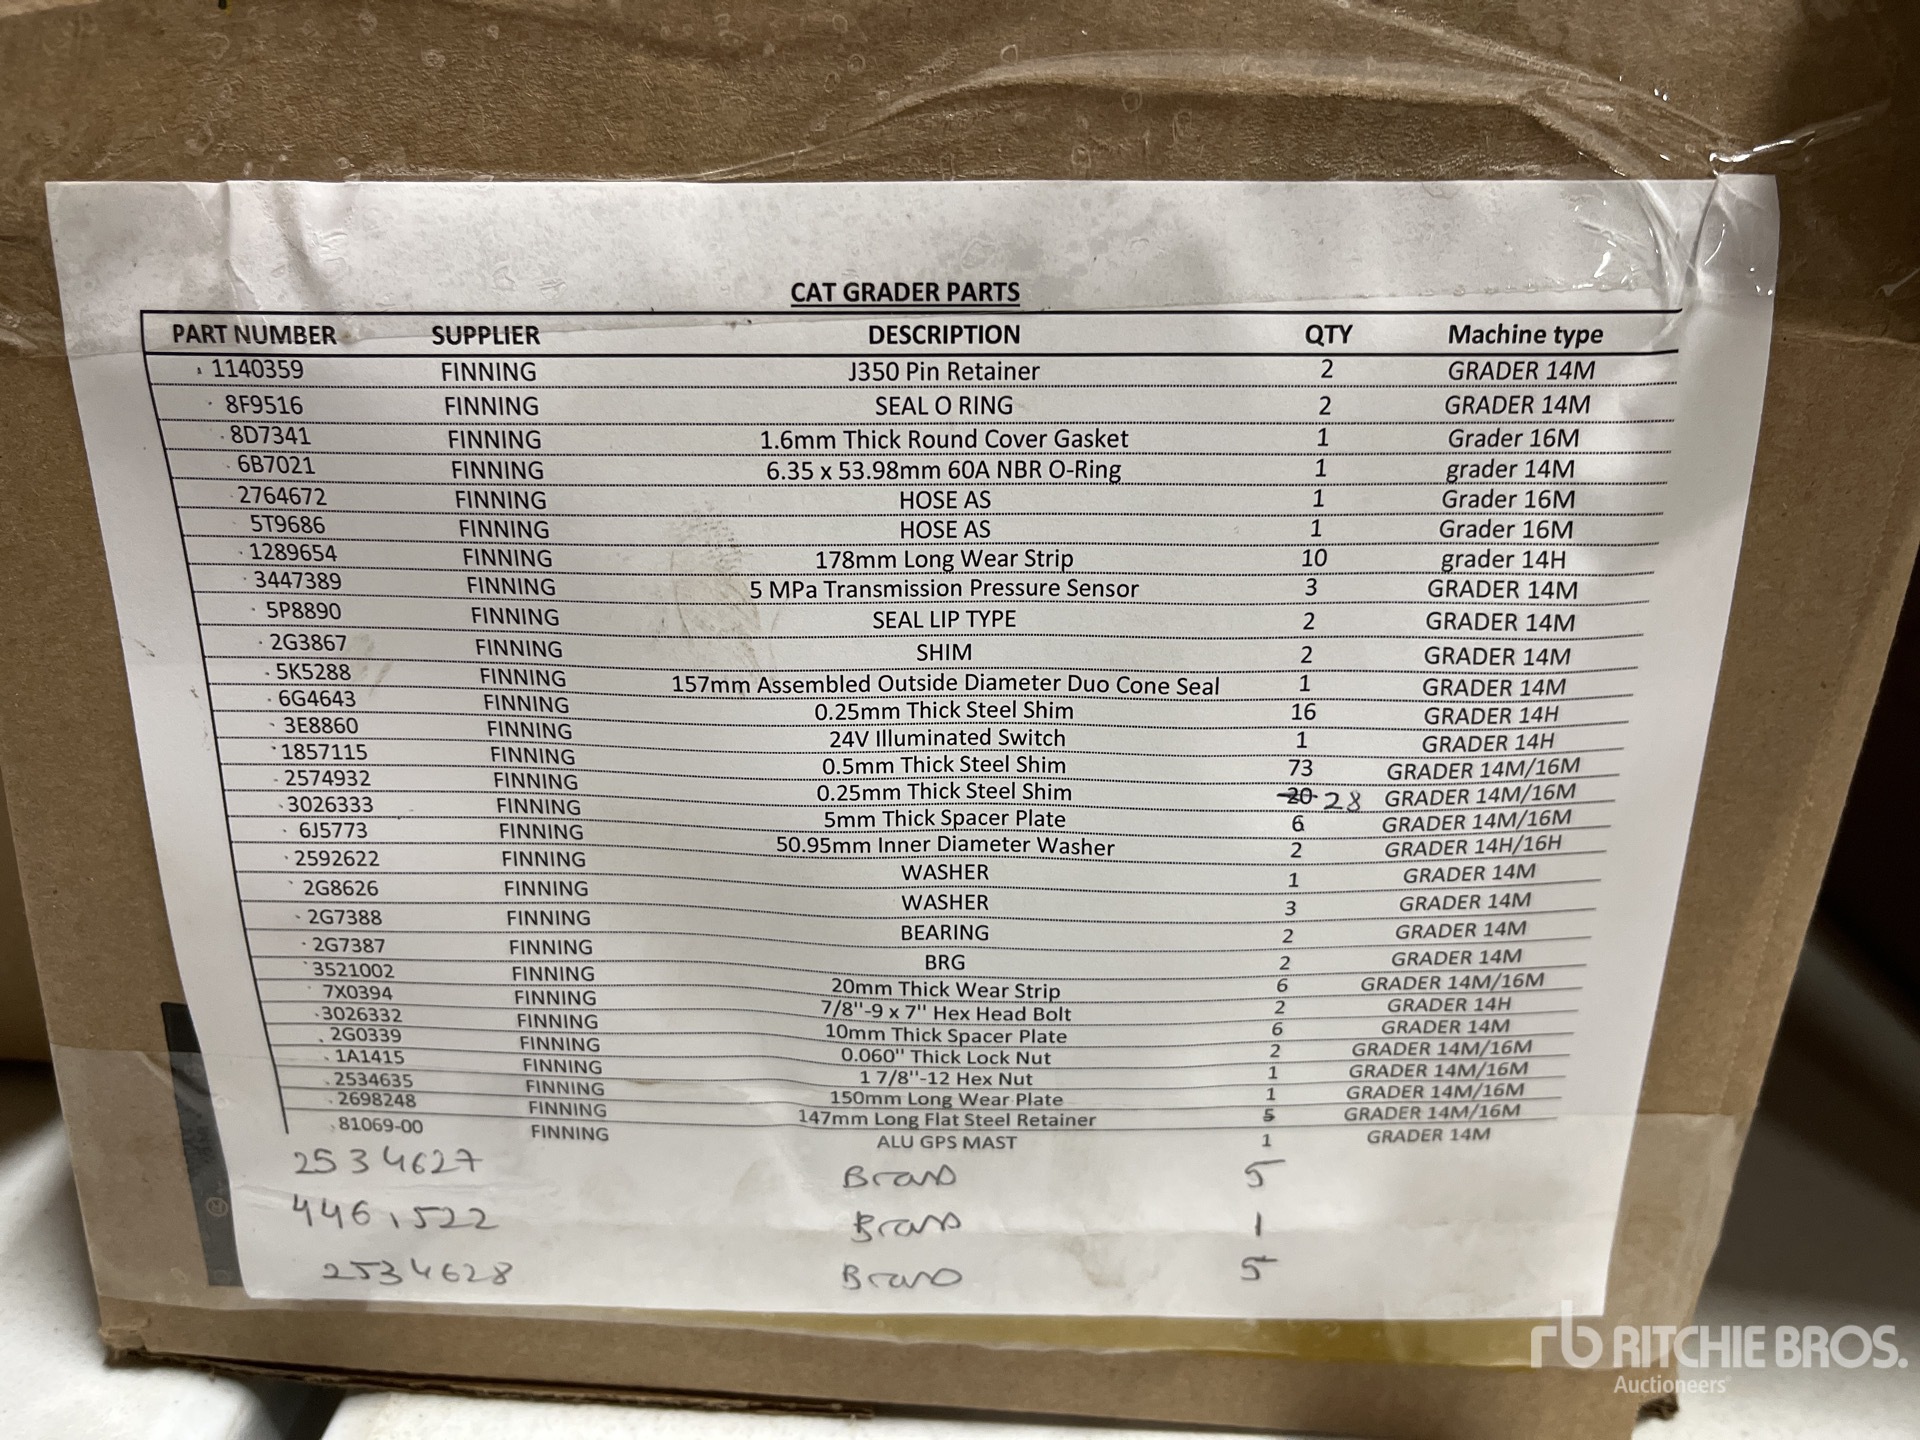 CAT GRADER PARTS
PART NUMBER SUPPLIER DESCRIPTION QTY Machine type
1140359 FINNING J350 Pin Retainer 2 GRADER 14M
8F9516 FINNING SEAL O RING 2 GRADER 14M
8D7341 FINNING 1.6mm Thick Round Cover Gasket 1 Grader 16M
6B7021 FINNING 6.35 x 53.98mm 60A NBR O-Ring 1 grader 14M
2764672 FINNING HOSE AS 1 Grader 16M
5T9686 FINNING HOSE AS 1 Grader 16M
1289654 FINNING 178mm Long Wear Strip 10 grader 14H
3447389 FINNING 5 MPa Transmission Pressure Sensor 3 GRADER 14M
5P8890 FINNING SEAL LIP TYPE 2 GRADER 14M
2G3867 FINNING SHIM 2 GRADER 14M
5K5288 FINNING 157mm Assembled Outside Diameter Duo Cone Seal 1 GRADER 14M
6G4643 FINNING 0.25mm Thick Steel Shim 16 GRADER 14H
3E8860 FINNING 24V Illuminated Switch 1 GRADER 14H
1857115 FINNING 0.5mm Thick Steel Shim 73 GRADER 14M/16M
2574932 FINNING 0.25mm Thick Steel Shim 20 28 GRADER 14M/16M
3026333 FINNING 5mm Thick Spacer Plate 6 GRADER 14M/16M
6J5773 FINNING 50.95mm Inner Diameter Washer 2 GRADER 14H/16H
2592622 FINNING WASHER 1 GRADER 14M
2G8626 FINNING WASHER 3 GRADER 14M
2G7388 FINNING BEARING 2 GRADER 14M
2G7387 FINNING BRG 2 GRADER 14M
3521002 FINNING 20mm Thick Wear Strip 6 GRADER 14M/16M
7X0394 FINNING 7/8"-9 x 7" Hex Head Bolt 2 GRADER 14H
3026332 FINNING 10mm Thick Spacer Plate 6 GRADER 14M
2G0339 FINNING 0.060" Thick Lock Nut 2 GRADER 14M/16M
1A1415 FINNING 1 7/8"-12 Hex Nut 1 GRADER 14M/16M
2534635 FINNING 150mm Long Wear Plate 1 GRADER 14M/16M
2698248 FINNING 147mm Long Flat Steel Retainer 5 GRADER 14M/16M
81069-00 FINNING ALU GPS MAST 1 GRADER 14M
2534627 Brass 5
4461522 Brass 1
2534628 Brass 5
rb RITCHIE BROS.
Auctioneers